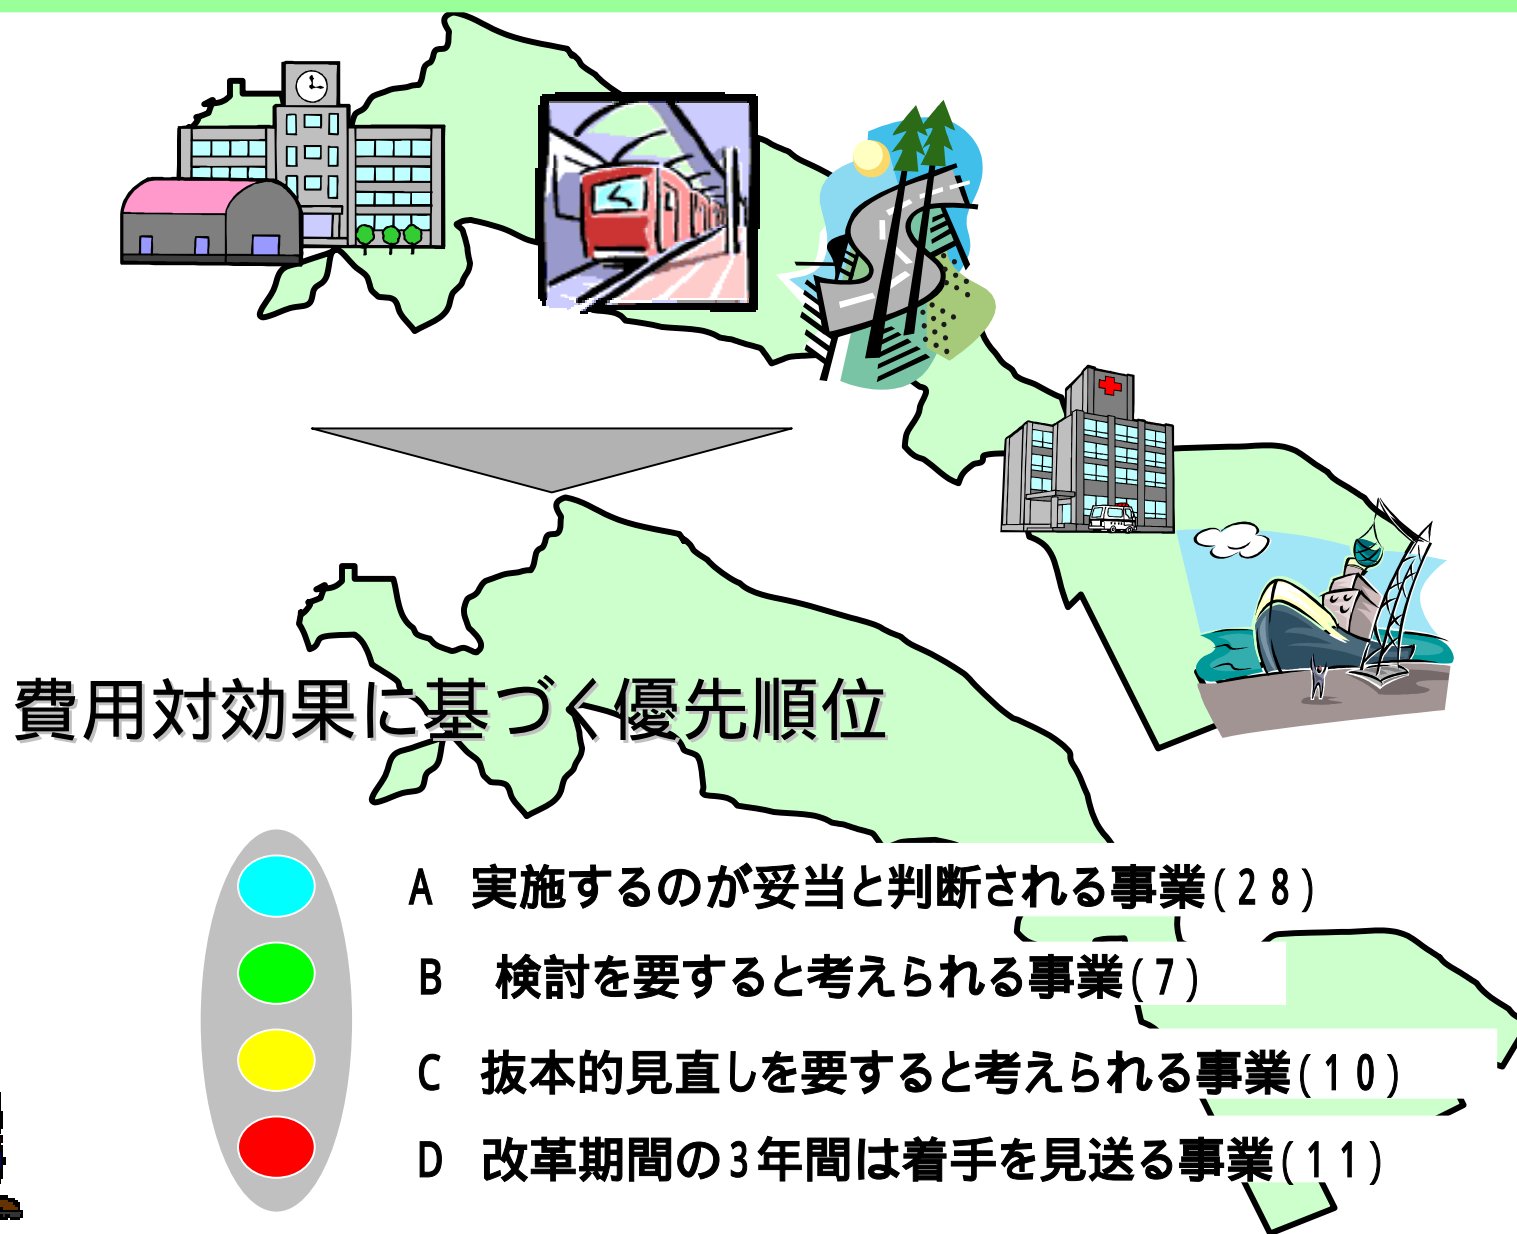 費用対効果に基づく優先順位
A 実施するのが妥当と判断される事業(28)
B 検討を要すると考えられる事業(7)
C 抜本的見直しを要すると考えられる事業(10)
D 改革期間の3年間は着手を見送る事業(11)